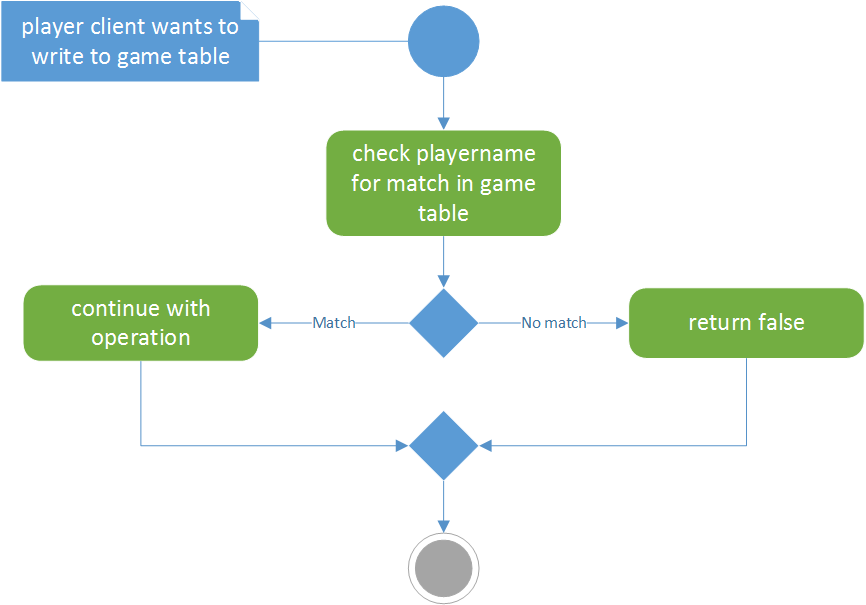 player client wants to
write to game table
check playername
for match in game
table
continue with
operation
Match
No match
return false